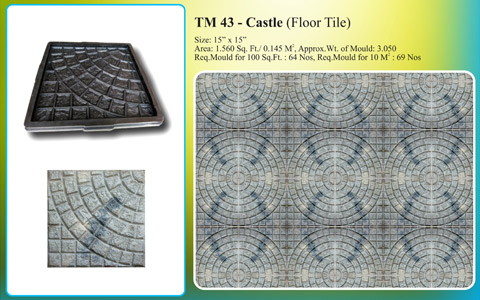 TM 43 - Castle (Floor Tile)
Size: 15” x 15”
Area: 1.560 Sq. Ft./ 0.145 M², Approx.Wt. of Mould: 3.050
Req.Mould for 100 Sq.Ft. : 64 Nos, Req.Mould for 10 M² : 69 Nos